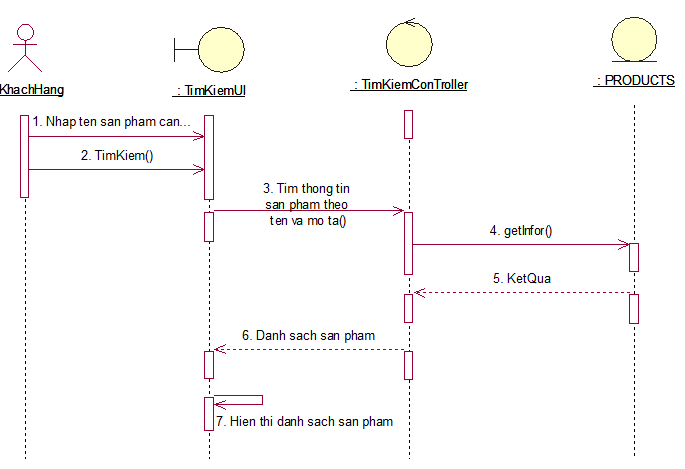 KhachHang
: TimKiemUI
: TimKiemConTroller
: PRODUCTS
1. Nhap ten san pham can...
2. TimKiem()
3. Tim thong tin
san pham theo
ten va mo ta()
4. getInfor()
5. KetQua
6. Danh sach san pham
7. Hien thi danh sach san pham